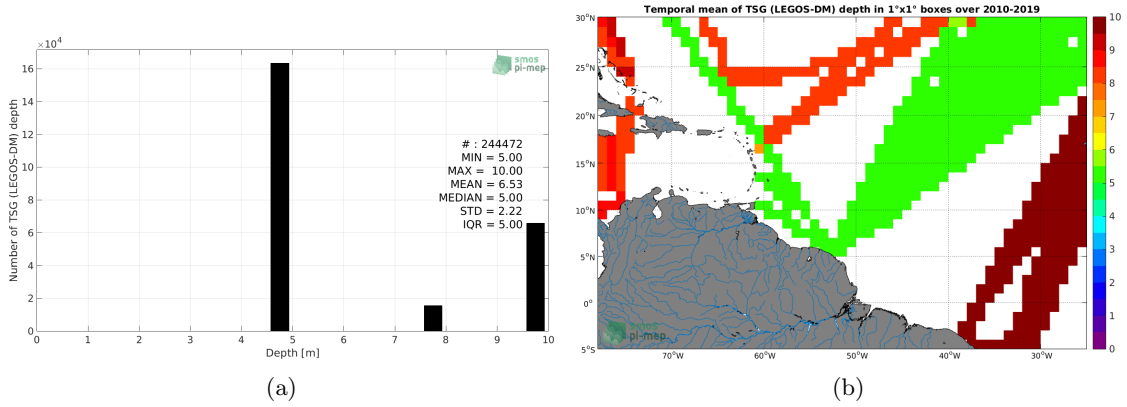 ×10⁴
16
14
12
10
8
6
4
2
0
Number of TSG (LEGOS-DM) depth
smos
pi-mep
# : 244472
MIN = 5.00
MAX = 10.00
MEAN = 6.53
MEDIAN = 5.00
STD = 2.22
IQR = 5.00
0 1 2 3 4 5 6 7 8 9 10
Depth [m]
(a)
Temporal mean of TSG (LEGOS-DM) depth in 1°x1° boxes over 2010-2019
30°N
25°N
20°N
15°N
10°N
5°N
0°
5°S
70°W 60°W 50°W 40°W 30°W
smos
pi-mep
10
9
8
7
6
5
4
3
2
1
0
(b)